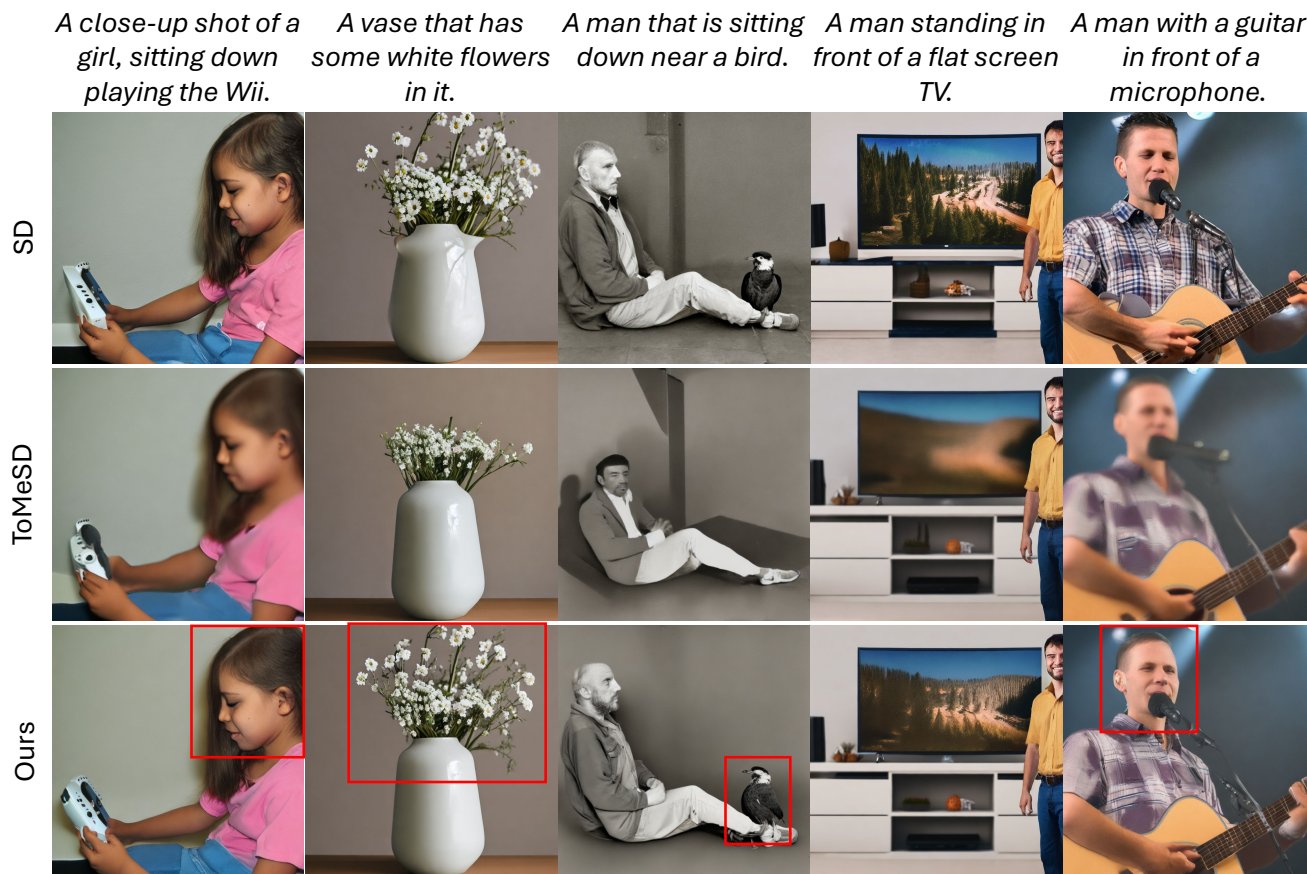 A close-up shot of a
girl, sitting down
playing the Wii.
A vase that has
some white flowers
in it.
A man that is sitting
down near a bird.
A man standing in
front of a flat screen
TV.
A man with a guitar
in front of a
microphone.
SD
ToMeSD
Ours